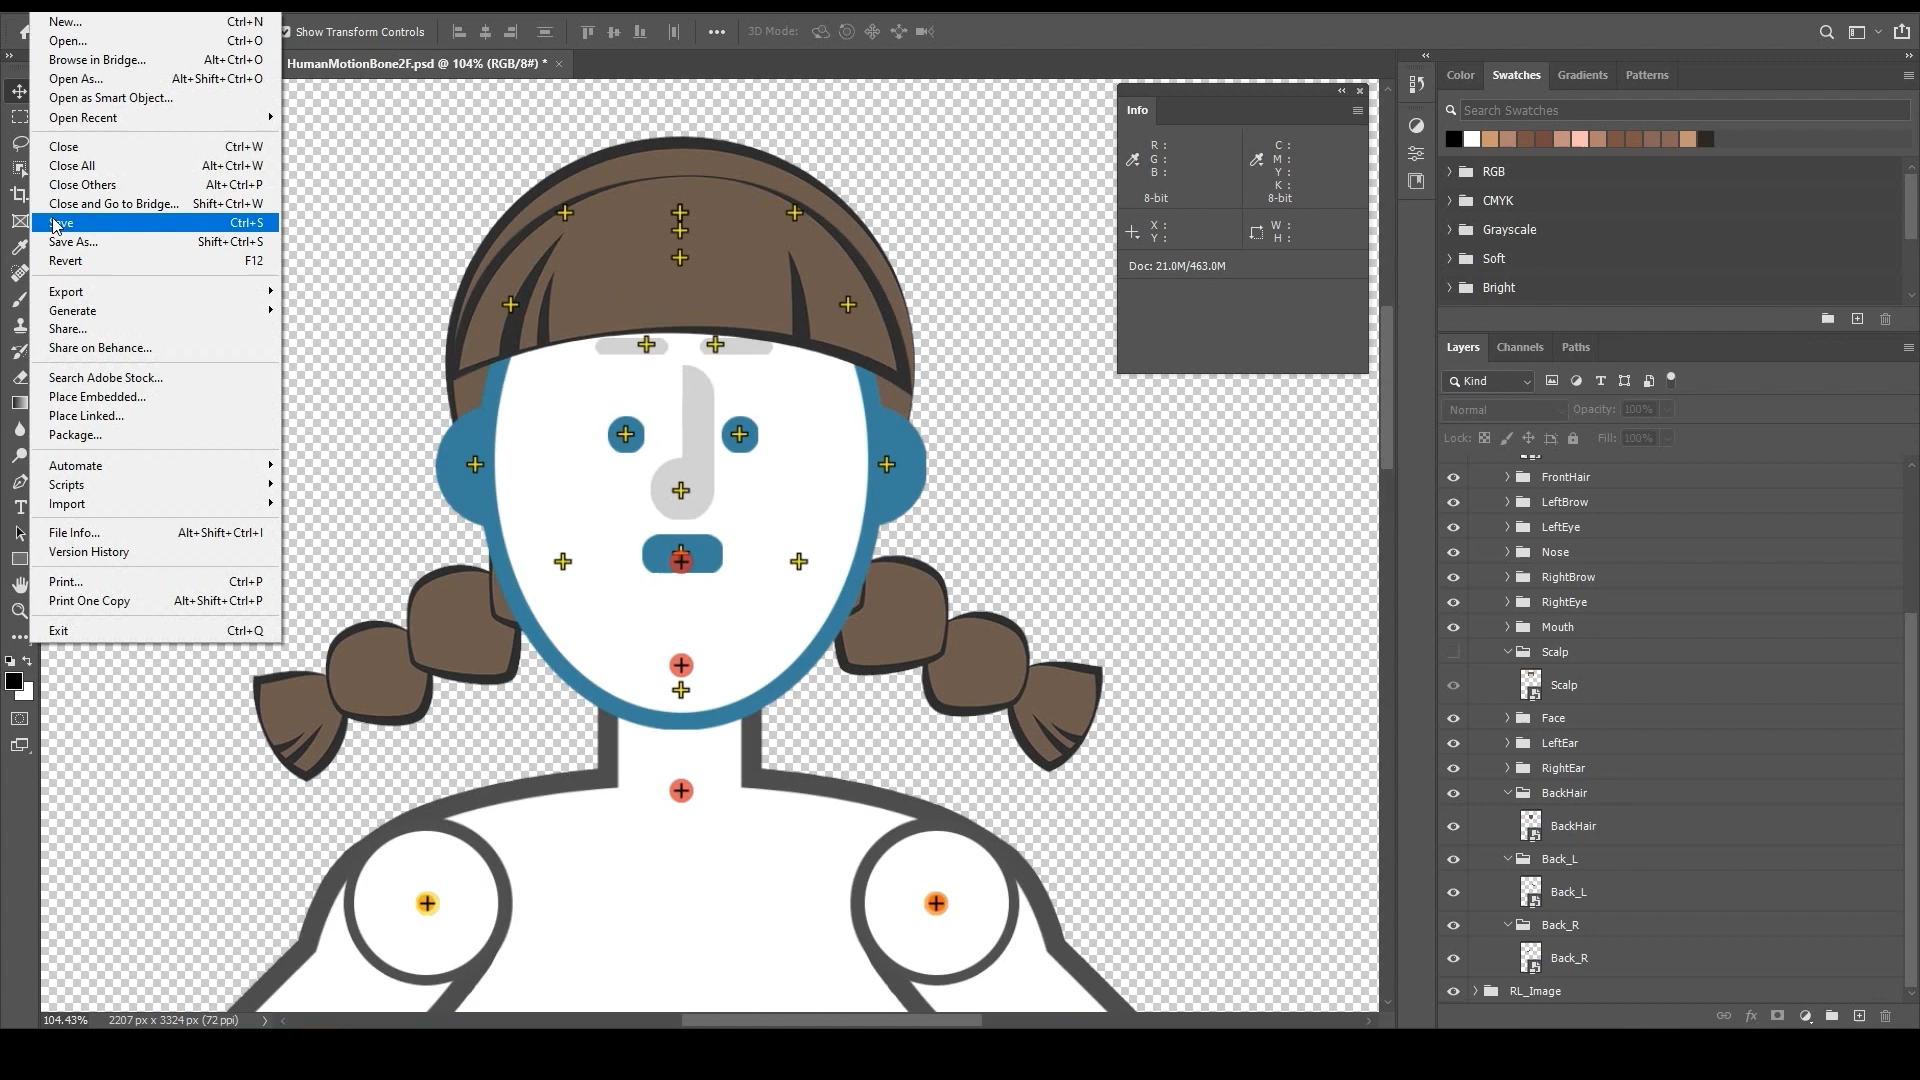 New... Ctrl+N
Open... Ctrl+O
Browse in Bridge... Alt+Ctrl+O
Open As... Alt+Shift+Ctrl+O
Open as Smart Object...
Open Recent
Close Ctrl+W
Close All Alt+Ctrl+W
Close Others Alt+Ctrl+P
Close and Go to Bridge... Shift+Ctrl+W
Save Ctrl+S
Save As... Shift+Ctrl+S
Revert F12
Export
Generate
Share...
Share on Behance...
Search Adobe Stock...
Place Embedded...
Place Linked...
Package...
Automate
Scripts
Import
File Info... Alt+Shift+Ctrl+I
Version History
Print... Ctrl+P
Print One Copy Alt+Shift+Ctrl+P
Exit Ctrl+Q
Show Transform Controls
3D Mode:
HumanMotionBone2F.psd @ 104% (RGB/8#) *
Info
R :
G :
B :
8-bit
C :
M :
Y :
K :
8-bit
X :
Y :
W :
H :
Doc: 21.0M/463.0M
Color Swatches Gradients Patterns
Search Swatches
RGB
CMYK
Grayscale
Soft
Bright
Layers Channels Paths
Kind
Normal Opacity: 100%
Lock: Fill: 100%
FrontHair
LeftBrow
LeftEye
Nose
RightBrow
RightEye
Mouth
Scalp
Scalp
Face
LeftEar
RightEar
BackHair
BackHair
Back_L
Back_L
Back_R
Back_R
RL_Image
104.43% 2207 px x 3324 px (72 ppi)